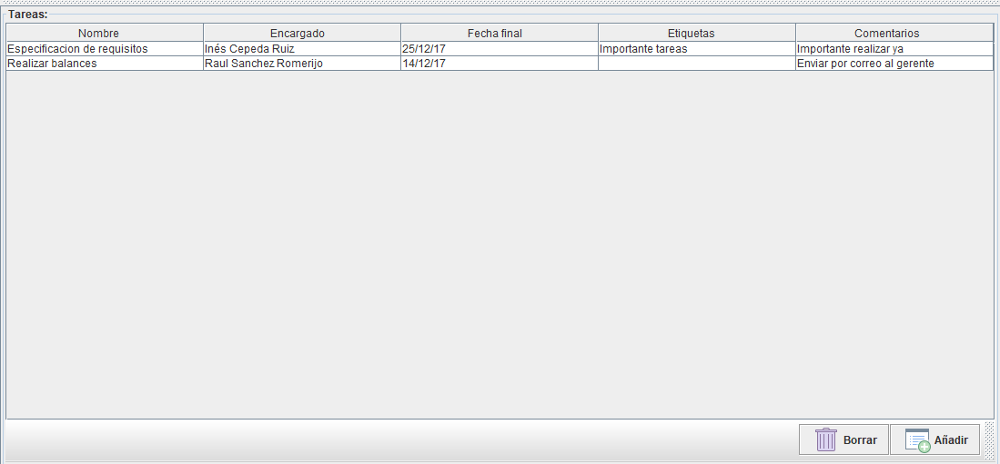 Tareas:
Nombre Encargado Fecha final Etiquetas Comentarios
Especificacion de requisitos Inés Cepeda Ruiz 25/12/17 Importante tareas Importante realizar ya
Realizar balances Raul Sanchez Romerijo 14/12/17 Enviar por correo al gerente
Borrar Añadir